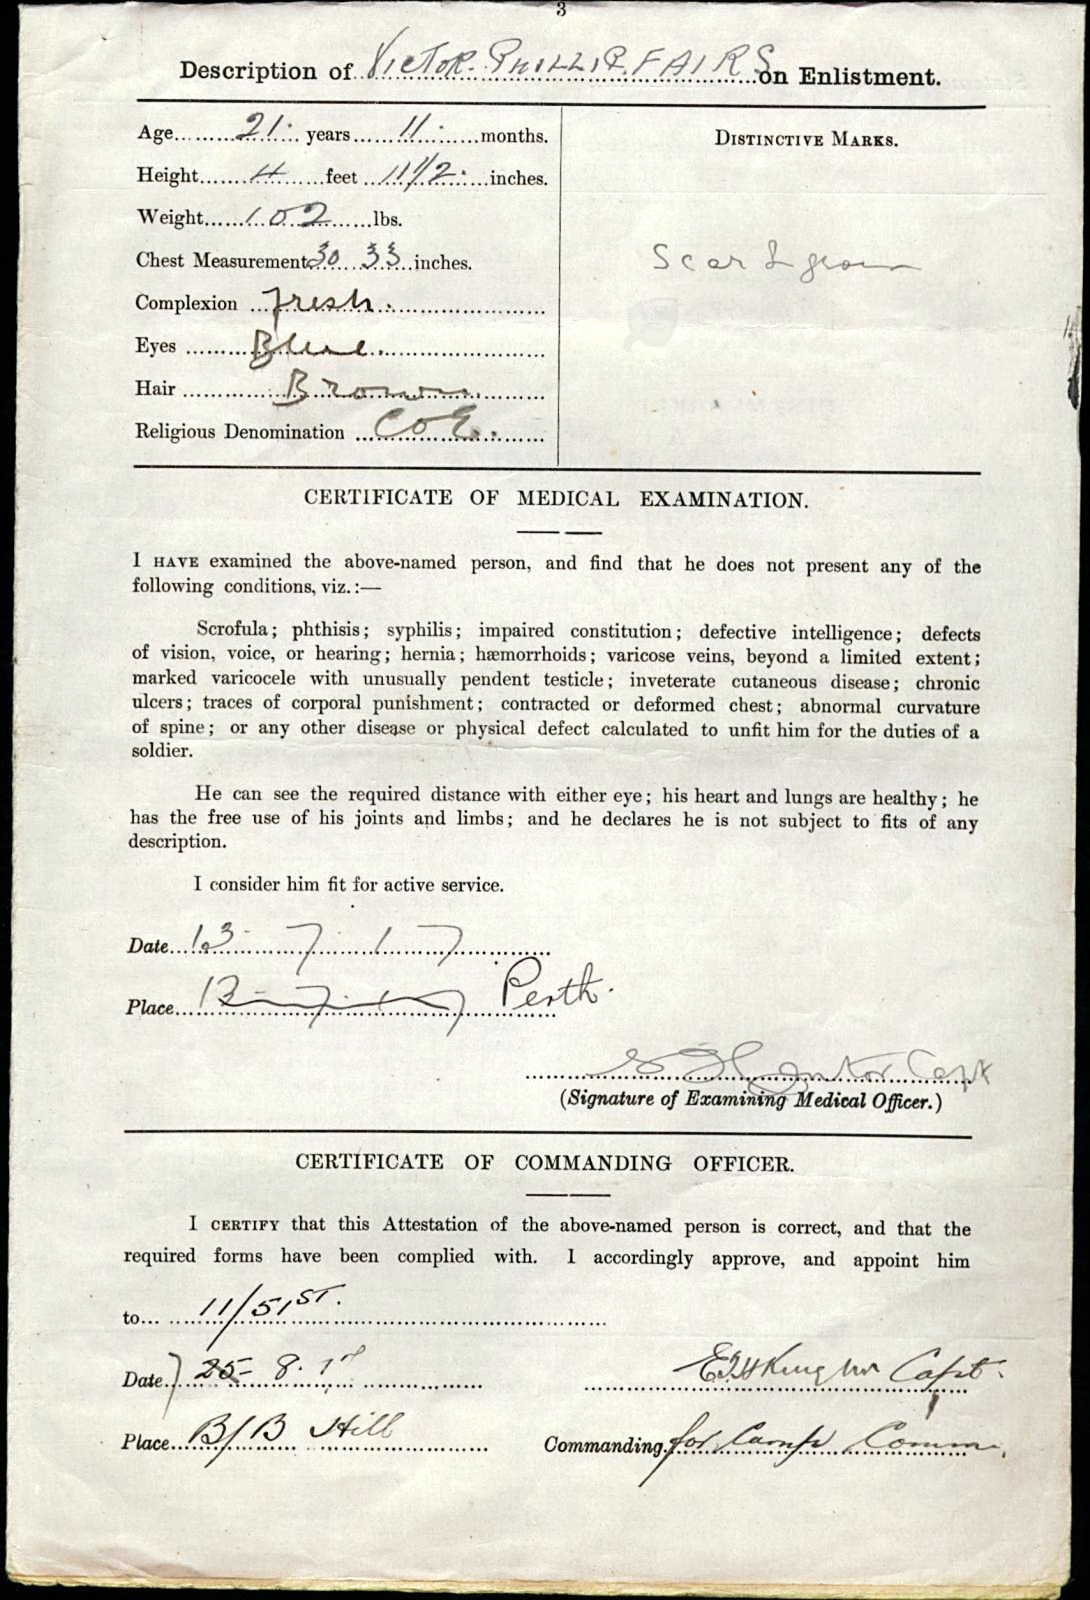 3
Description of VICTOR PHILLIP FAIRS on Enlistment.
Age 21 years 11 months.
Height 4 feet 11 1/2 inches.
Weight 102 lbs.
Chest Measurement 30 33 inches.
Complexion Fresh.
Eyes Blue.
Hair Brown.
Religious Denomination C o E.
DISTINCTIVE MARKS.
Scar L groin
CERTIFICATE OF MEDICAL EXAMINATION.
I HAVE examined the above-named person, and find that he does not present any of the
following conditions, viz.:—
Scrofula; phthisis; syphilis; impaired constitution; defective intelligence; defects
of vision, voice, or hearing; hernia; hæmorrhoids; varicose veins, beyond a limited extent;
marked varicocele with unusually pendent testicle; inveterate cutaneous disease; chronic
ulcers; traces of corporal punishment; contracted or deformed chest; abnormal curvature
of spine; or any other disease or physical defect calculated to unfit him for the duties of a
soldier.
He can see the required distance with either eye; his heart and lungs are healthy; he
has the free use of his joints and limbs; and he declares he is not subject to fits of any
description.
I consider him fit for active service.
Date 13 - 7 - 17
Place Perth.
Capt
(Signature of Examining Medical Officer.)
CERTIFICATE OF COMMANDING OFFICER.
I CERTIFY that this Attestation of the above-named person is correct, and that the
required forms have been complied with. I accordingly approve, and appoint him
to 11/51ST.
Date 25 - 8. 17
Capt.
Place B/B Hill
Commanding for Camp Comm.